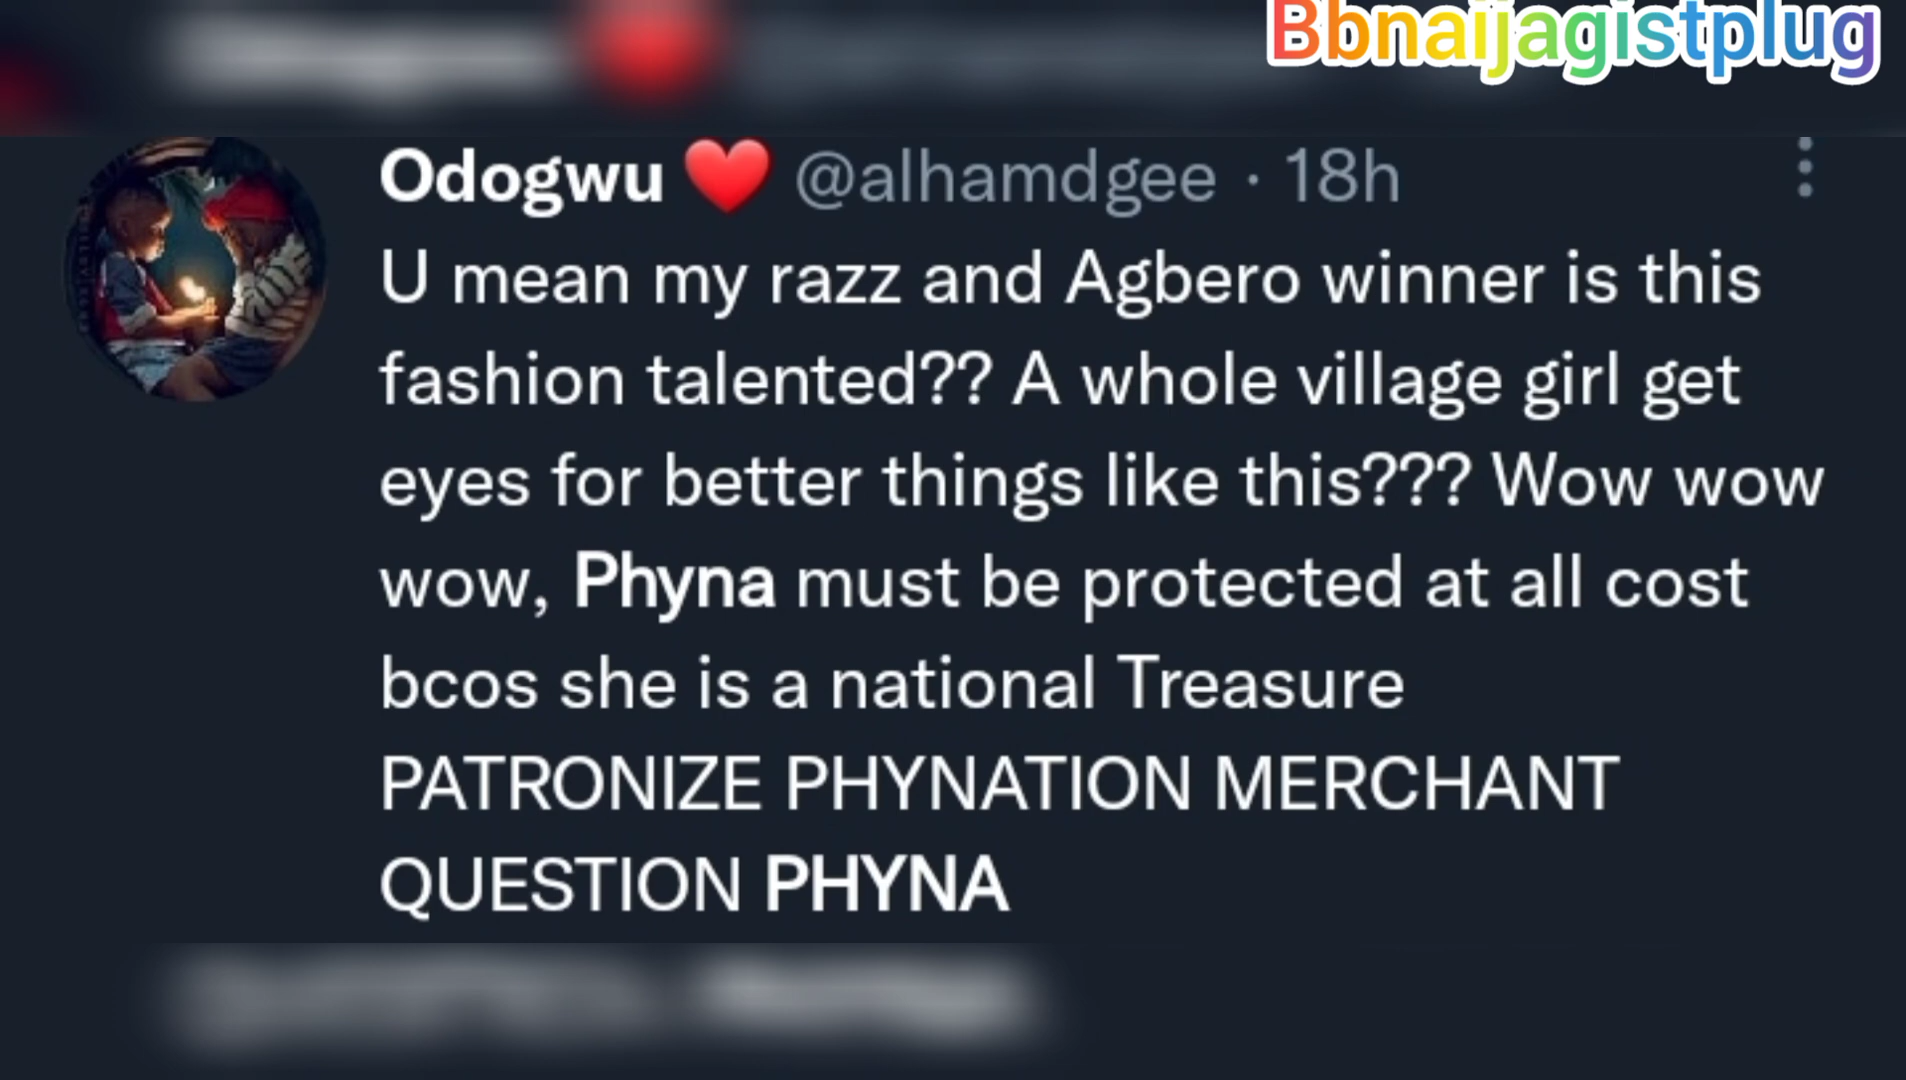 Bbnaijagistplug
Odogwu ❤️ @alhamdgee · 18h
U mean my razz and Agbero winner is this
fashion talented?? A whole village girl get
eyes for better things like this??? Wow wow
wow, Phyna must be protected at all cost
bcos she is a national Treasure
PATRONIZE PHYNATION MERCHANT
QUESTION PHYNA